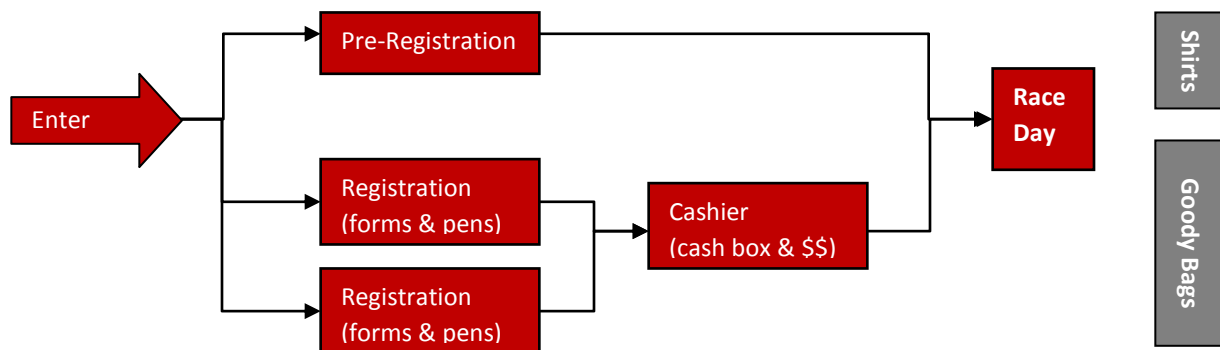 Enter
Pre-Registration
Registration
(forms & pens)
Registration
(forms & pens)
Cashier
(cash box & $$)
Race
Day
Shirts
Goody Bags